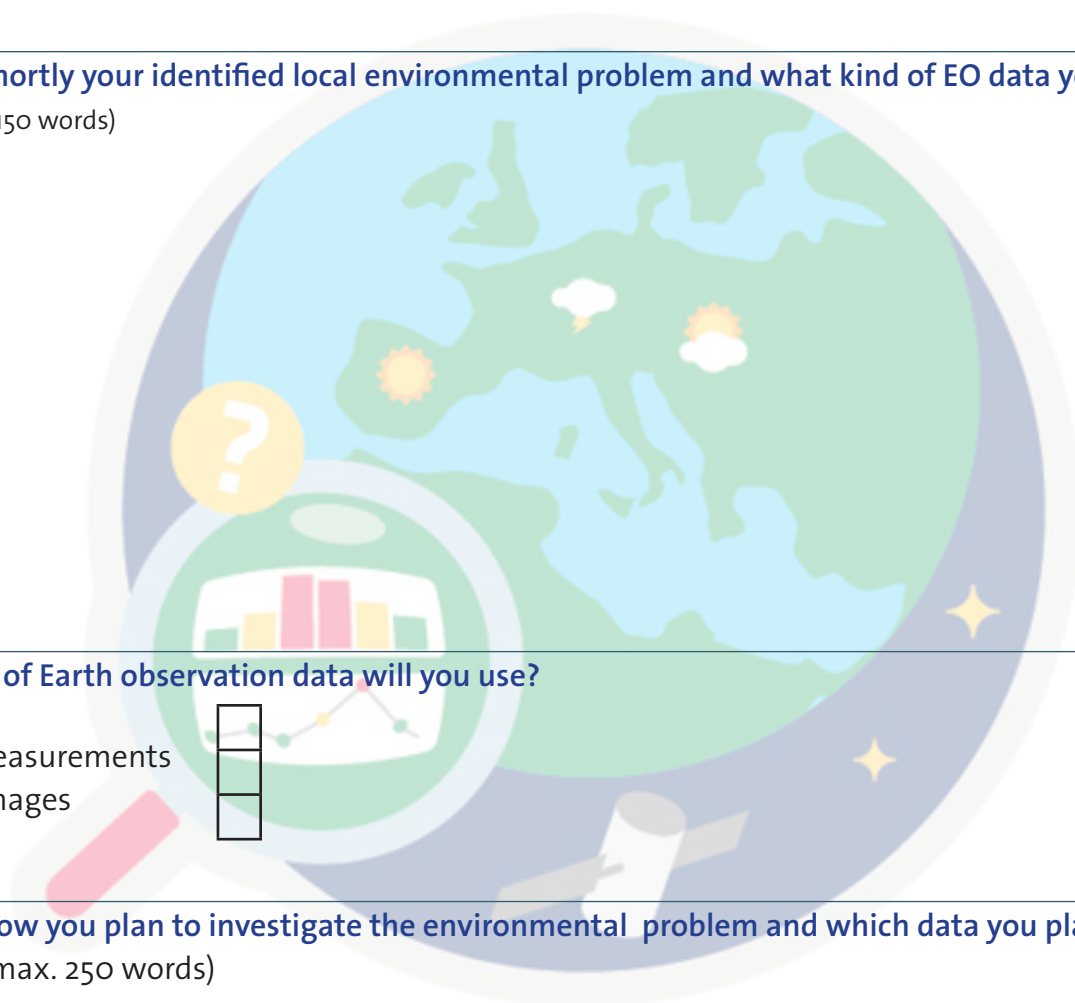 hortly your identified local environmental problem and what kind of EO data y
150 words)
?
of Earth observation data will you use?
easurements
nages
ow you plan to investigate the environmental  problem and which data you pla
max. 250 words)